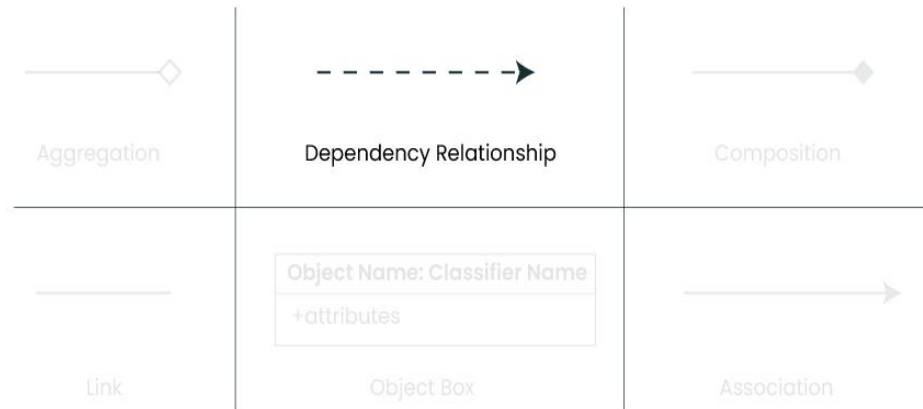 Aggregation
Dependency Relationship
Composition
Object Name: Classifier Name
+attributes
Link
Object Box
Association